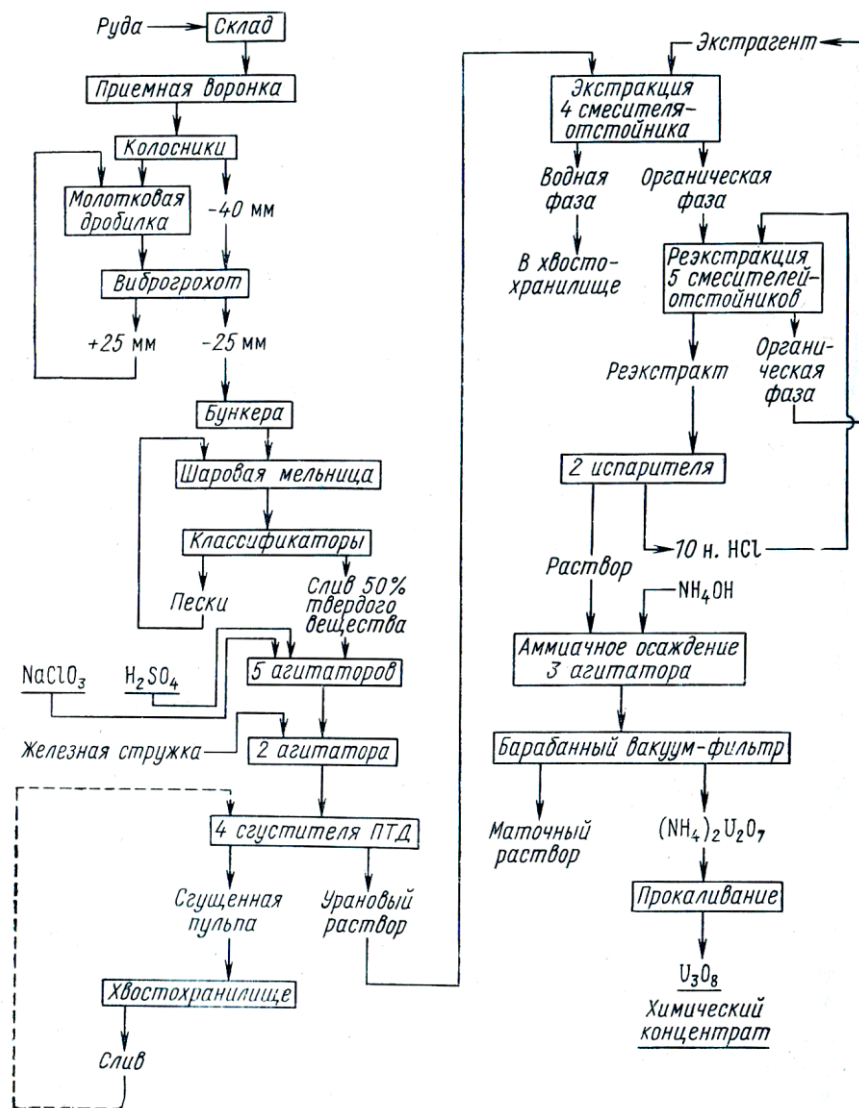 Руда
Склад
Приемная воронка
Колосники
Молотковая
дробилка
-40 мм
Виброгрохот
+25 мм
-25 мм
Бункера
Шаровая мельница
Классификаторы
Пески
Слив 50%
твердого
вещества
NaClO₃
H₂SO₄
5 агитаторов
Железная стружка
2 агитатора
4 сгустителя ПТД
Сгущенная
пульпа
Урановый
раствор
Хвостохранилище
Слив
Экстрагент
Экстракция
4 смесителя-
отстойника
Водная
фаза
Органическая
фаза
В хвосто-
хранилище
Реэкстракция
5 смесителей-
отстойников
Реэкстракт
Органи-
ческая
фаза
2 испарителя
10 н. HCl
Раствор
NH₄OH
Аммиачное осаждение
3 агитатора
Барабанный вакуум-фильтр
Маточный
раствор
(NH₄)₂U₂O₇
Прокаливание
U₃O₈
Химический
концентрат